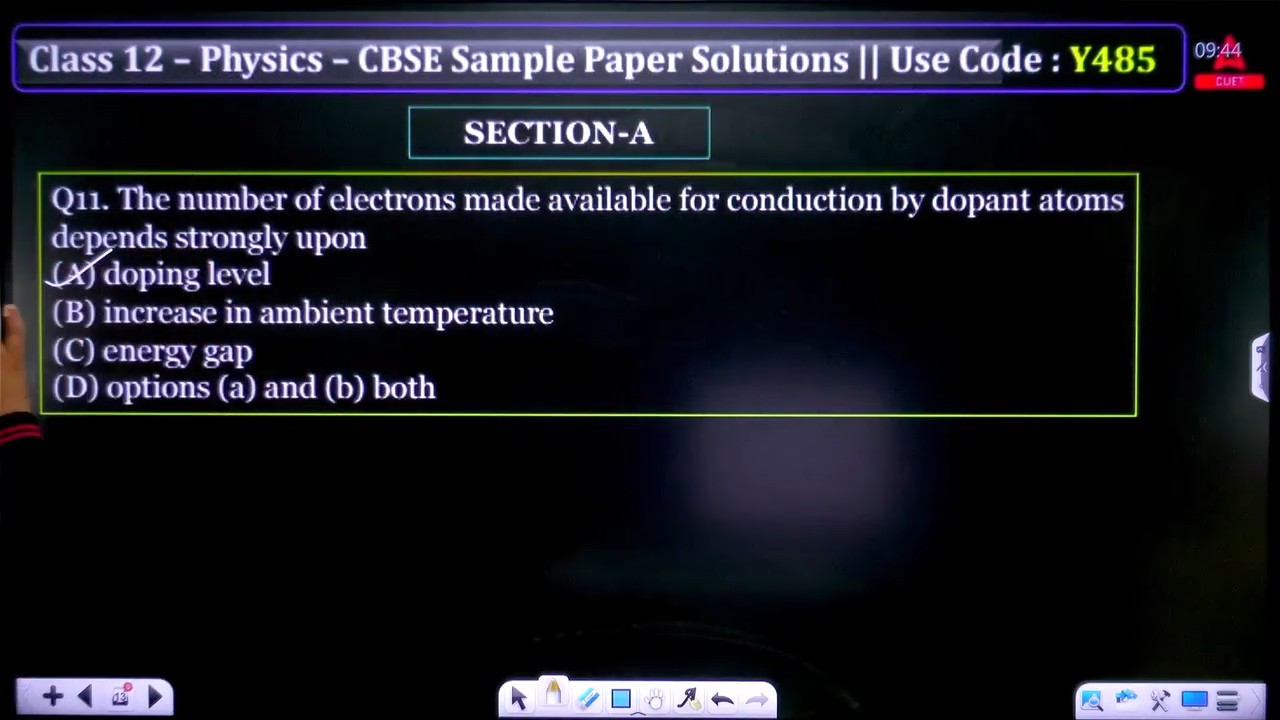 Class 12 – Physics – CBSE Sample Paper Solutions || Use Code : Y485
09:44
CUET
SECTION-A
Q11. The number of electrons made available for conduction by dopant atoms
depends strongly upon
(A) doping level
(B) increase in ambient temperature
(C) energy gap
(D) options (a) and (b) both
13